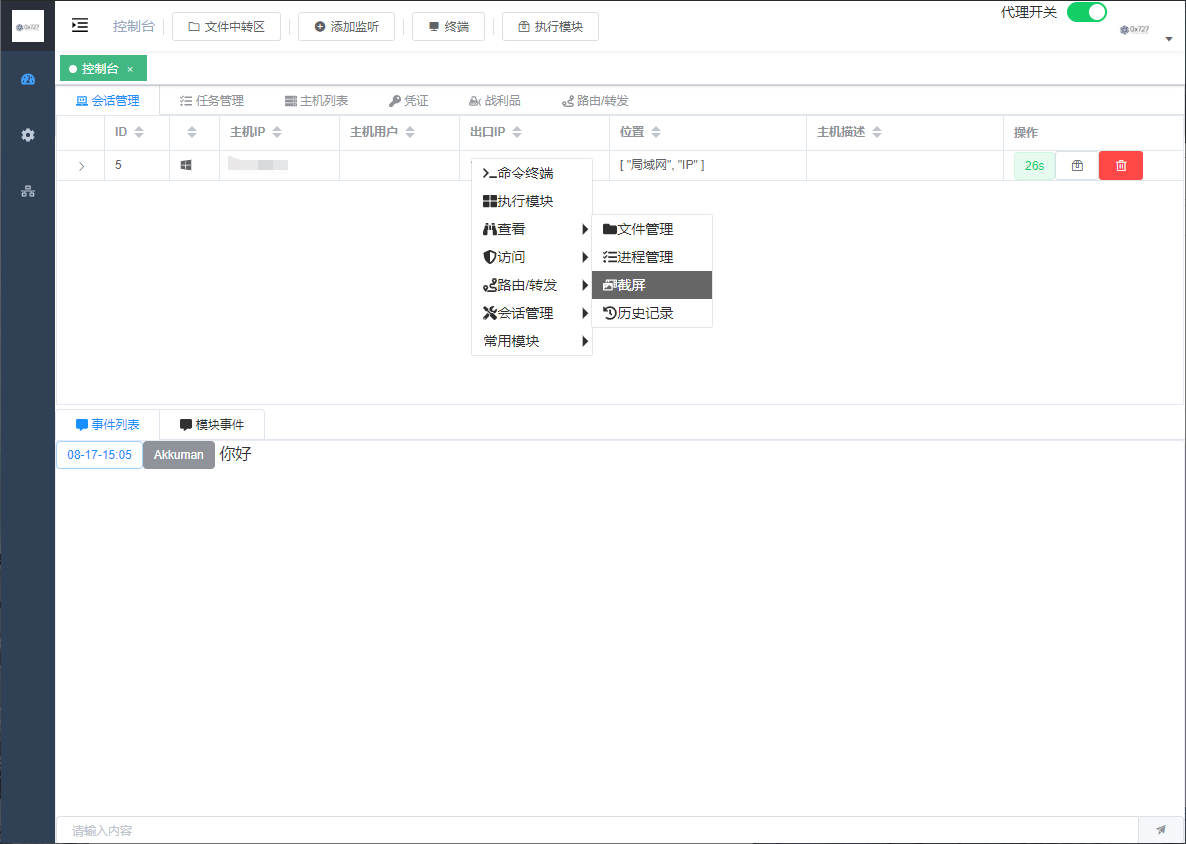 0x727
控制台
文件中转区
添加监听
终端
执行模块
代理开关
0x727
控制台 ×
会话管理
任务管理
主机列表
凭证
战利品
路由/转发
ID
主机IP
主机用户
出口IP
位置
主机描述
操作
5
[ "局域网", "IP" ]
26s
命令终端
执行模块
查看
访问
路由/转发
会话管理
常用模块
文件管理
进程管理
截屏
历史记录
事件列表
模块事件
08-17-15:05 Akkuman 你好
请输入内容